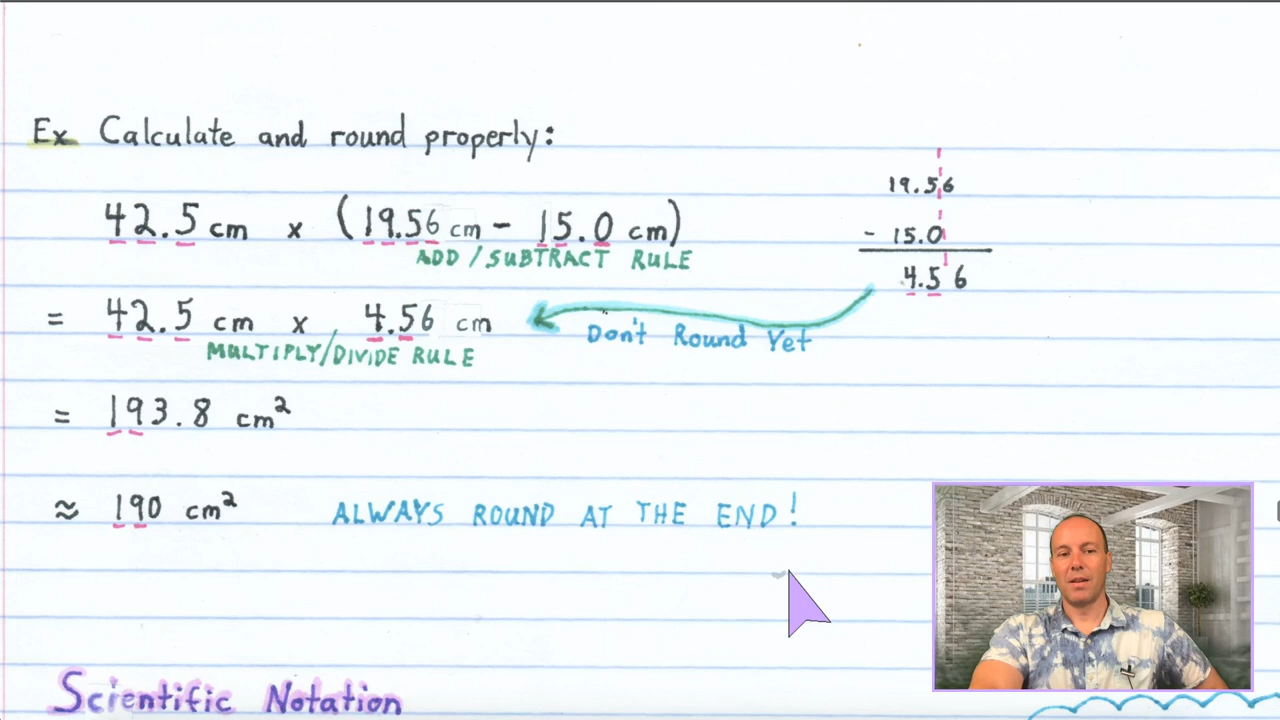 Ex Calculate and round properly:
42.5 cm x (19.56 cm - 15.0 cm)
ADD / SUBTRACT RULE
19.56
- 15.0
4.56
= 42.5 cm x 4.56 cm
Don't Round Yet
MULTIPLY/DIVIDE RULE
= 193.8 cm²
≈ 190 cm² ALWAYS ROUND AT THE END!
Scientific Notation